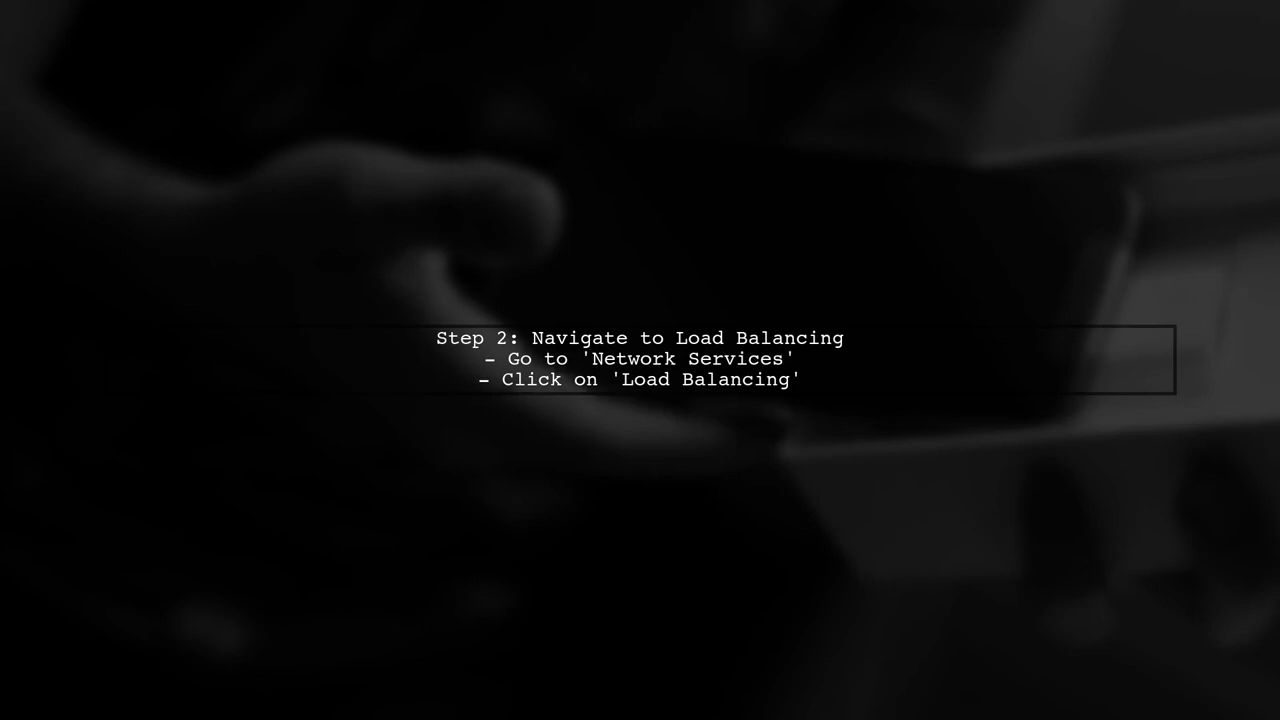 Step 2: Navigate to Load Balancing
– Go to 'Network Services'
– Click on 'Load Balancing'